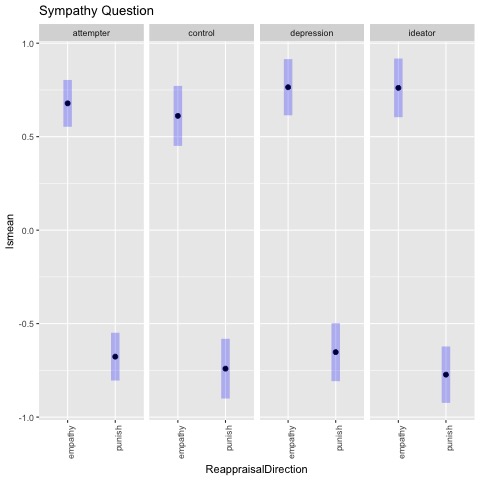 Sympathy Question
attempter control depression ideator
1.0
0.5
0.0
-0.5
-1.0
lsmean
empathy punish empathy punish empathy punish empathy punish
ReappraisalDirection